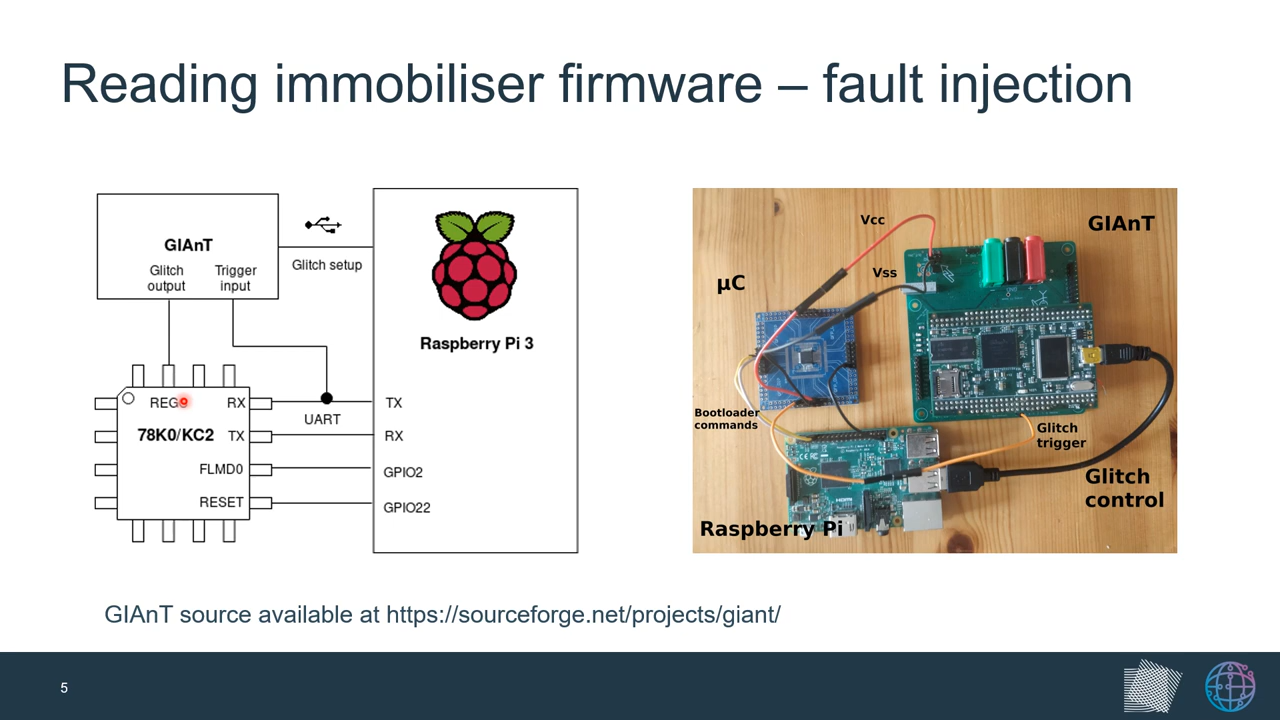 Reading immobiliser firmware – fault injection
GIAnT
Glitch
output
Trigger
input
Glitch setup
Raspberry Pi 3
REG
RX
78K0/KC2
TX
FLMD0
RESET
UART
TX
RX
GPIO2
GPIO22
Vcc
GIAnT
Vss
µC
Bootloader
commands
Glitch
trigger
Glitch
control
Raspberry Pi
GIAnT source available at https://sourceforge.net/projects/giant/
5